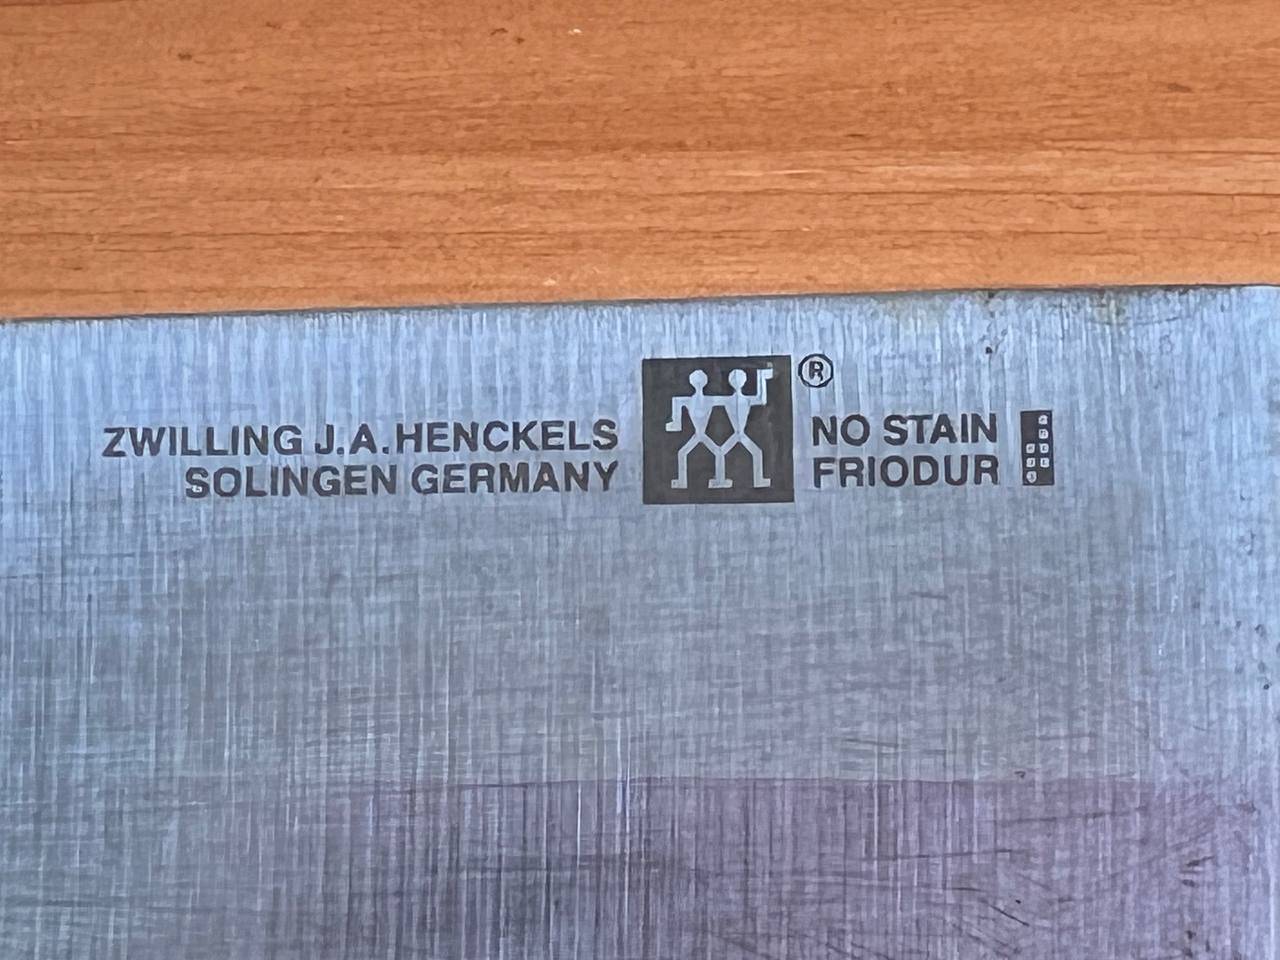 ZWILLING J.A.HENCKELS
SOLINGEN GERMANY
®
NO STAIN
FRIODUR